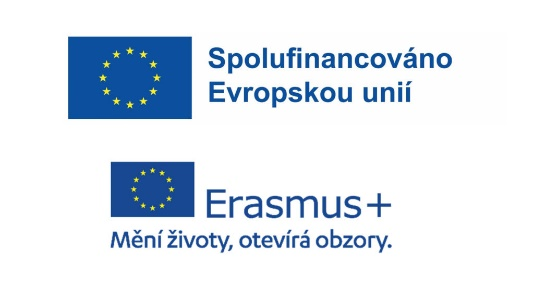 Spolufinancováno
Evropskou unií
Erasmus+
Mění životy, otevírá obzory.